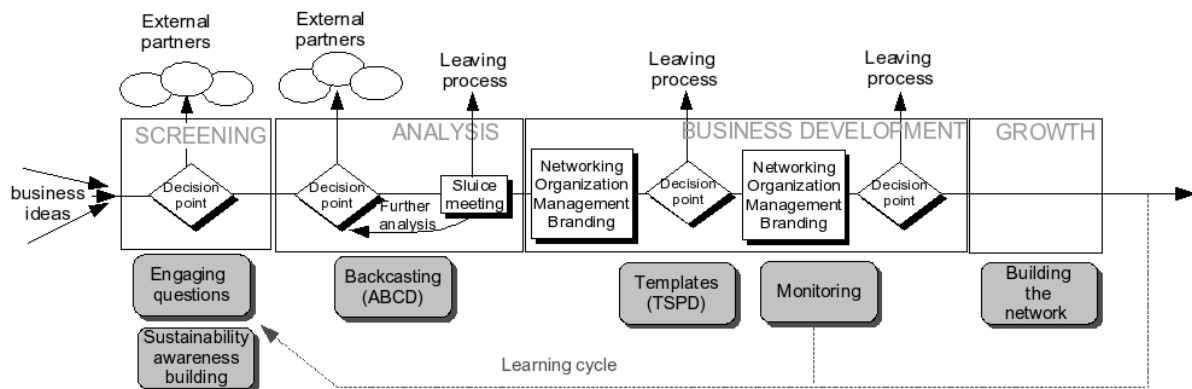 External
partners
External
partners
Leaving
process
Leaving
process
Leaving
process
SCREENING
ANALYSIS
BUSINESS DEVELOPMENT
GROWTH
business
ideas
Decision
point
Decision
point
Further
analysis
Sluice
meeting
Networking
Organization
Management
Branding
Decision
point
Networking
Organization
Management
Branding
Decision
point
Engaging
questions
Sustainability
awareness
building
Backcasting
(ABCD)
Templates
(TSPD)
Monitoring
Building
the
network
Learning cycle